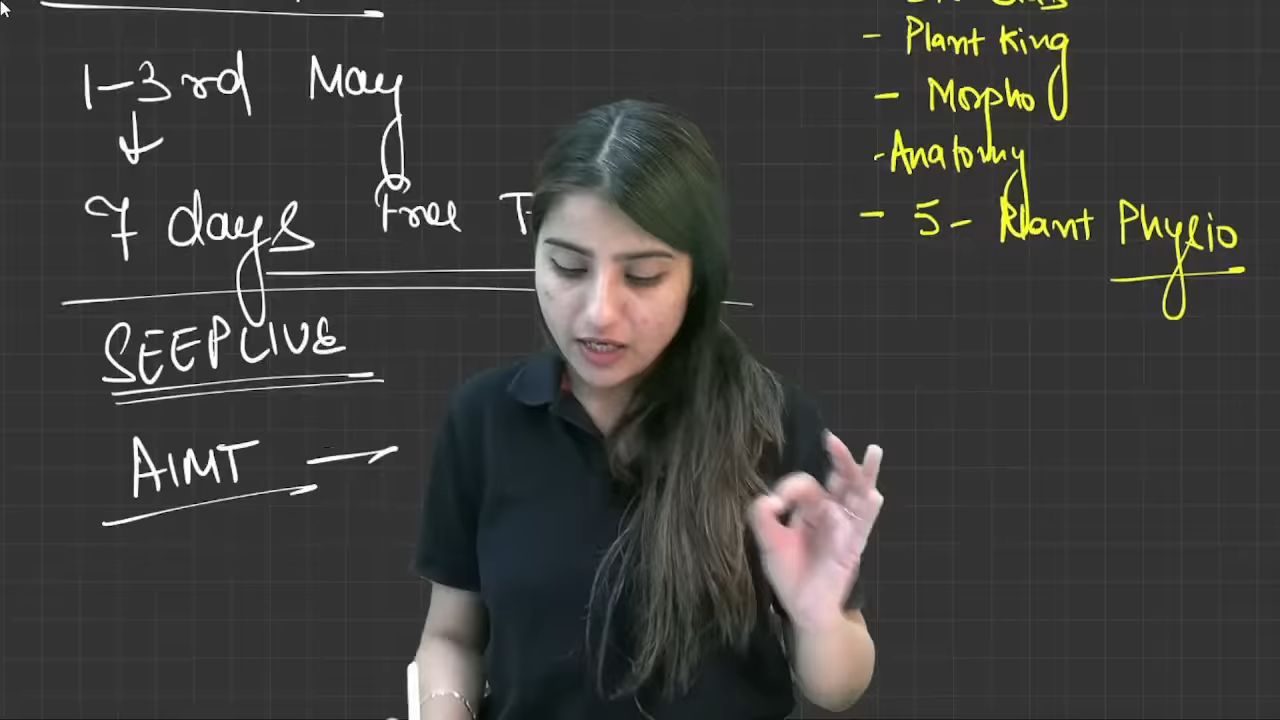 1-3rd May
↓
7 days Free T
SEEPLIVE
AIMT →
- Plant King
- Morpho
- Anatomy
- 5- Plant Physio